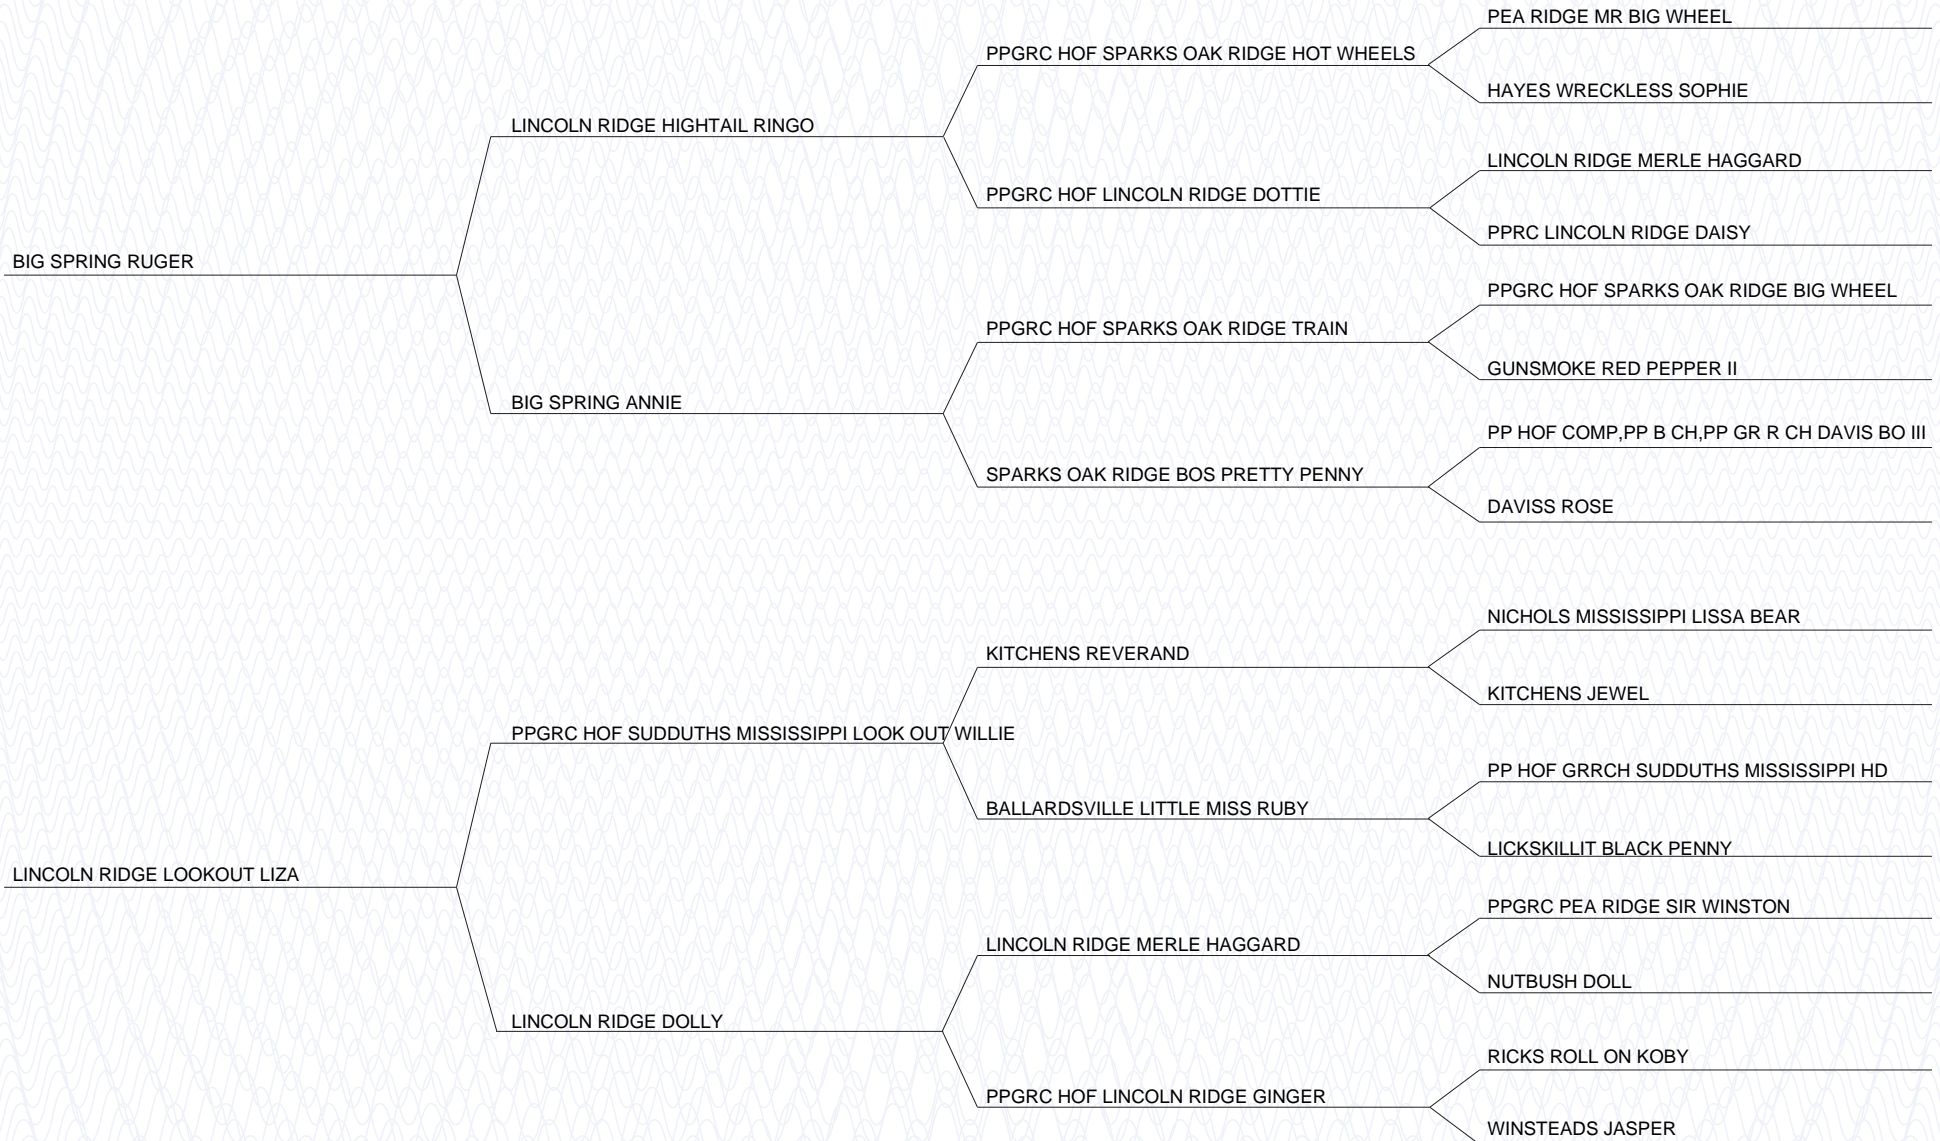 PEA RIDGE MR BIG WHEEL
PPGRC HOF SPARKS OAK RIDGE HOT WHEELS
HAYES WRECKLESS SOPHIE
LINCOLN RIDGE HIGHTAIL RINGO
LINCOLN RIDGE MERLE HAGGARD
PPGRC HOF LINCOLN RIDGE DOTTIE
PPRC LINCOLN RIDGE DAISY
BIG SPRING RUGER
PPGRC HOF SPARKS OAK RIDGE BIG WHEEL
PPGRC HOF SPARKS OAK RIDGE TRAIN
GUNSMOKE RED PEPPER II
BIG SPRING ANNIE
PP HOF COMP,PP B CH,PP GR R CH DAVIS BO III
SPARKS OAK RIDGE BOS PRETTY PENNY
DAVISS ROSE
NICHOLS MISSISSIPPI LISSA BEAR
KITCHENS REVERAND
KITCHENS JEWEL
PPGRC HOF SUDDUTHS MISSISSIPPI LOOK OUT WILLIE
PP HOF GRRCH SUDDUTHS MISSISSIPPI HD
BALLARDSVILLE LITTLE MISS RUBY
LICKSKILLIT BLACK PENNY
LINCOLN RIDGE LOOKOUT LIZA
PPGRC PEA RIDGE SIR WINSTON
LINCOLN RIDGE MERLE HAGGARD
NUTBUSH DOLL
LINCOLN RIDGE DOLLY
RICKS ROLL ON KOBY
PPGRC HOF LINCOLN RIDGE GINGER
WINSTEADS JASPER